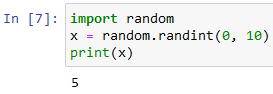 In [7]: import random
x = random.randint(0, 10)
print(x)
5